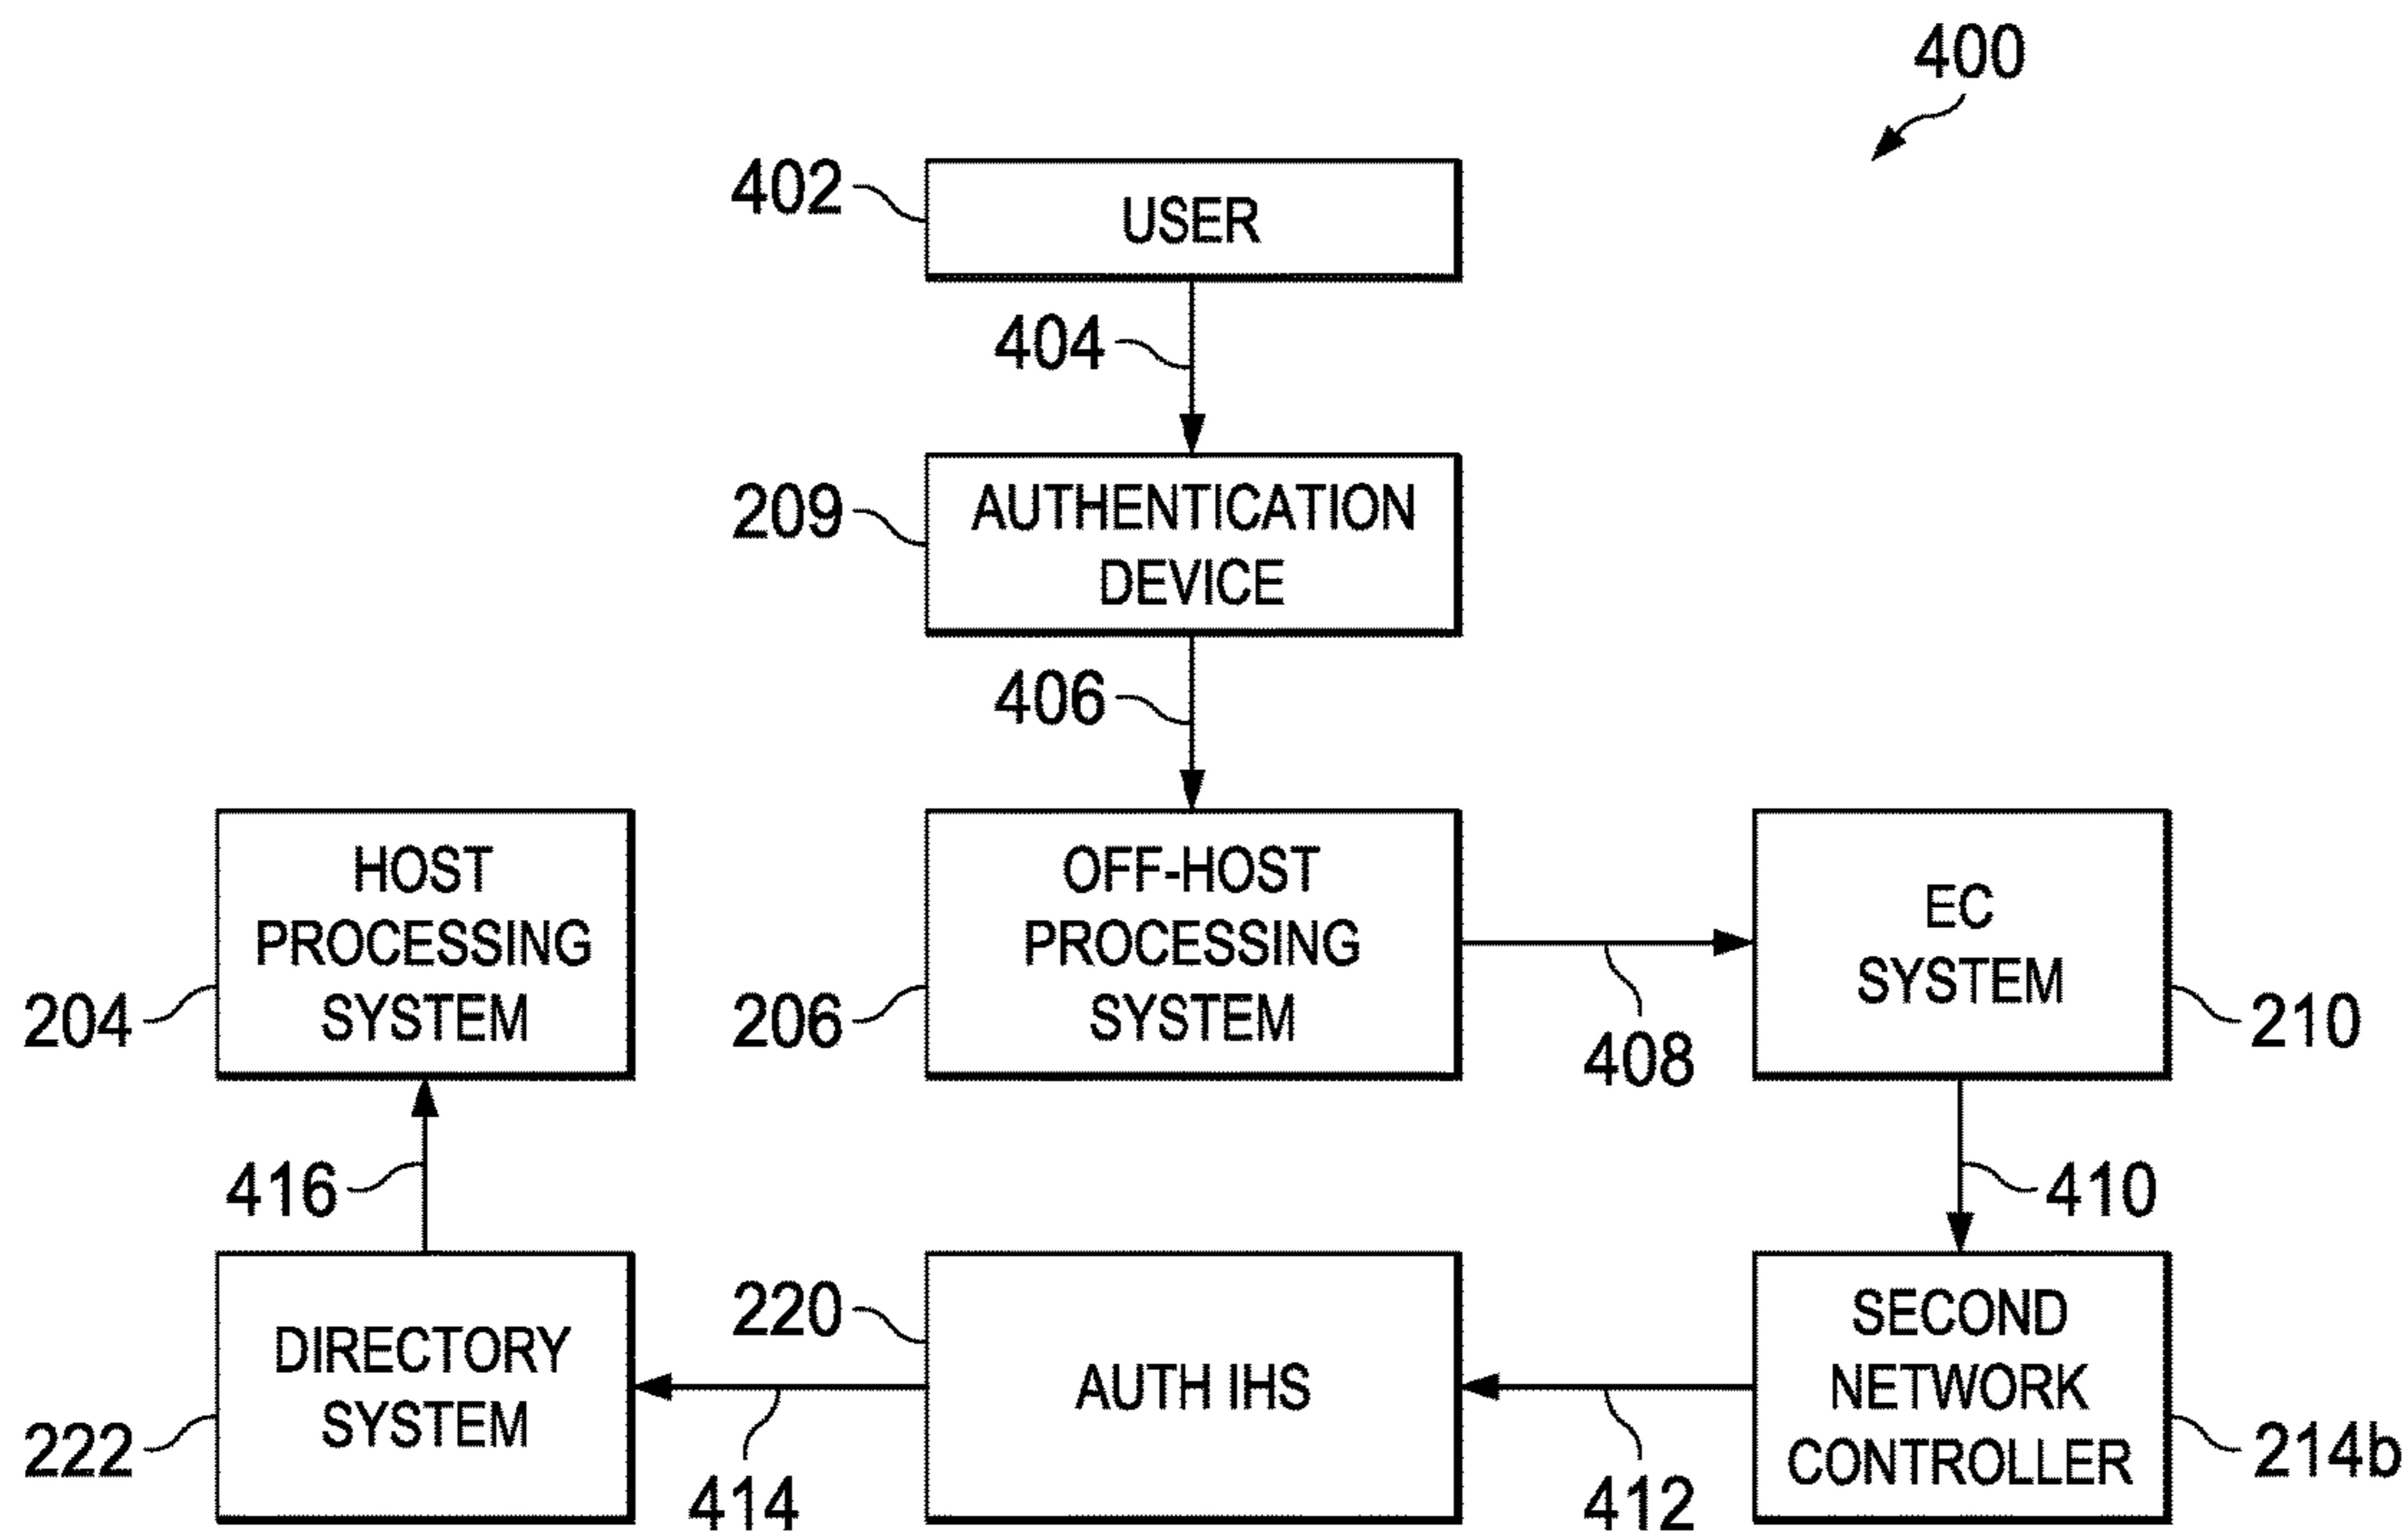 400
402
USER
404
209
AUTHENTICATION
DEVICE
406
HOST
PROCESSING
SYSTEM
204
OFF-HOST
PROCESSING
SYSTEM
206
408
EC
SYSTEM
210
416
410
DIRECTORY
SYSTEM
222
414
220
AUTH IHS
412
SECOND
NETWORK
CONTROLLER
214b